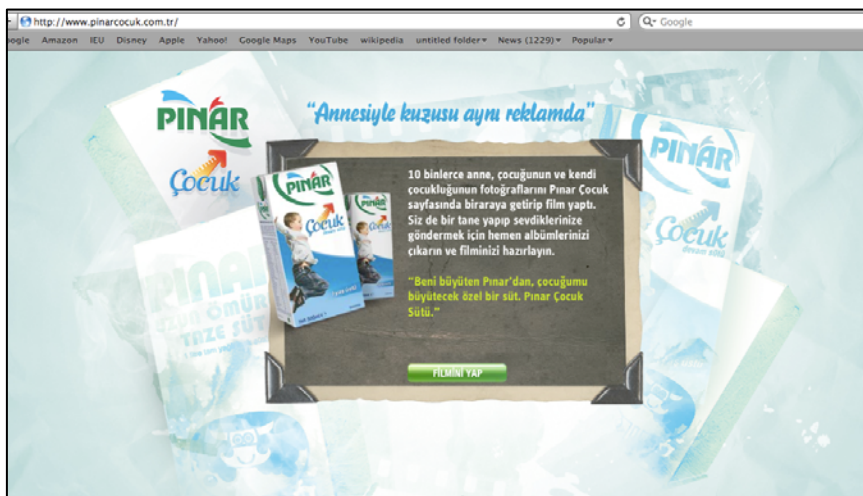 http://www.pinarcocuk.com.tr/
Google
oogle Amazon IEU Disney Apple Yahoo! Google Maps YouTube wikipedia untitled folder News (1229) Popular
PINAR
Çocuk
"Annesiyle kuzusu aynı reklamda"
PINAR
Çocuk
devam sütü
PINAR
Çocuk
PINAR
Çocuk
10 binlerce anne, çocuğunun ve kendi
çocukluğunun fotoğraflarını Pınar Çocuk
sayfasında biraraya getirip film yaptı.
Siz de bir tane yapıp sevdiklerinize
göndermek için hemen albümlerinizi
çıkarın ve filminizi hazırlayın.
"Beni büyüten Pınar'dan, çocuğumu
büyütecek özel bir süt. Pınar Çocuk
Sütü."
FİLMİNİ YAP
PINAR
UZUN ÖMÜR
TAZE SÜT